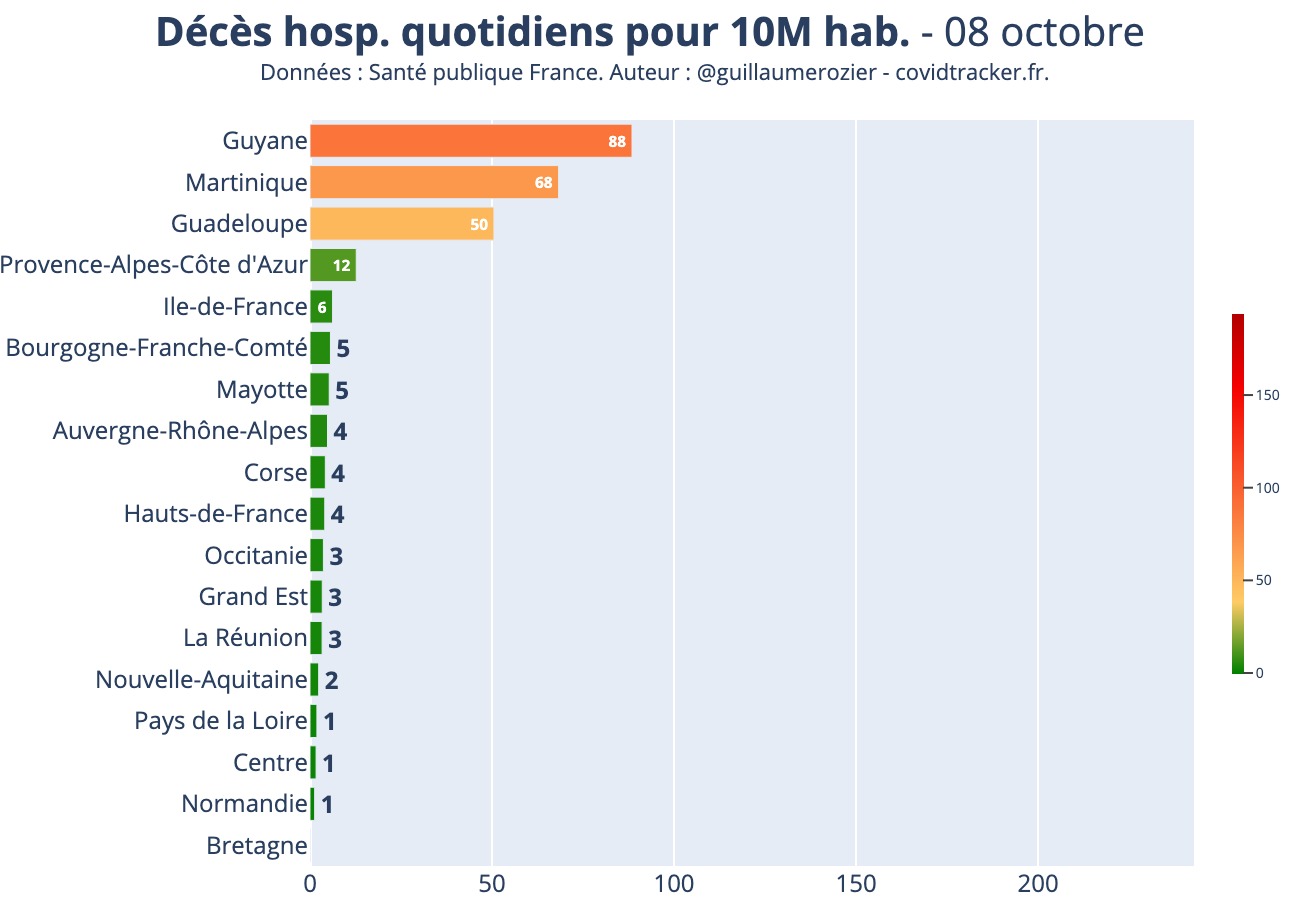 Décès hosp. quotidiens pour 10M hab. - 08 octobre
Données : Santé publique France. Auteur : @guillaumerozier - covidtracker.fr.
Guyane 88
Martinique 68
Guadeloupe 50
Provence-Alpes-Côte d'Azur 12
Ile-de-France 6
Bourgogne-Franche-Comté 5
Mayotte 5
Auvergne-Rhône-Alpes 4
Corse 4
Hauts-de-France 4
Occitanie 3
Grand Est 3
La Réunion 3
Nouvelle-Aquitaine 2
Pays de la Loire 1
Centre 1
Normandie 1
Bretagne
0 50 100 150 200
150
100
50
0